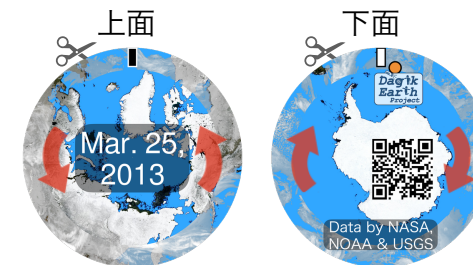 上面
下面
Mar. 25,
2013
Dagik
Earth
Project
Data by NASA,
NOAA & USGS